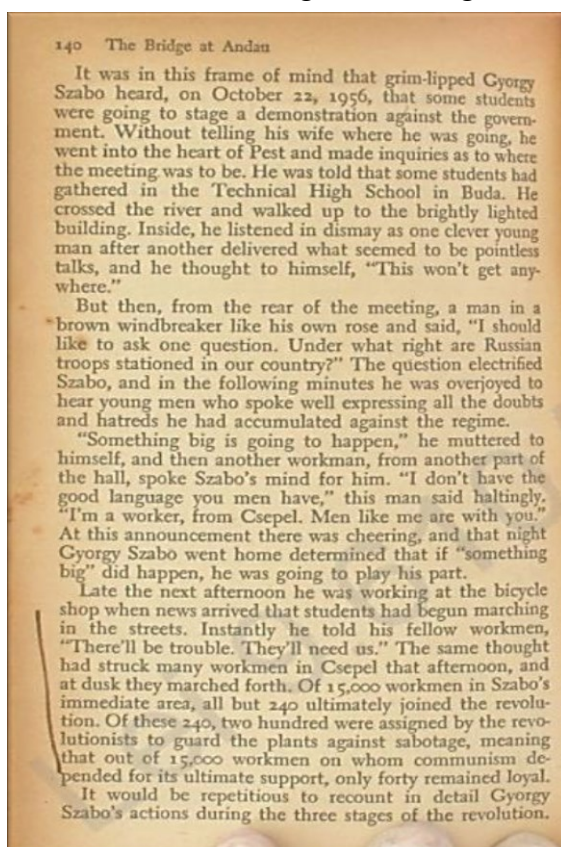 140 The Bridge at Andau
It was in this frame of mind that grim-lipped Gyorgy
Szabo heard, on October 22, 1956, that some students
were going to stage a demonstration against the govern-
ment. Without telling his wife where he was going, he
went into the heart of Pest and made inquiries as to where
the meeting was to be. He was told that some students had
gathered in the Technical High School in Buda. He
crossed the river and walked up to the brightly lighted
building. Inside, he listened in dismay as one clever young
man after another delivered what seemed to be pointless
talks, and he thought to himself, “This won't get any-
where.”
But then, from the rear of the meeting, a man in a
brown windbreaker like his own rose and said, “I should
like to ask one question. Under what right are Russian
troops stationed in our country?” The question electrified
Szabo, and in the following minutes he was overjoyed to
hear young men who spoke well expressing all the doubts
and hatreds he had accumulated against the regime.
“Something big is going to happen,” he muttered to
himself, and then another workman, from another part of
the hall, spoke Szabo's mind for him. “I don't have the
good language you men have,” this man said haltingly.
“I'm a worker, from Csepel. Men like me are with you.”
At this announcement there was cheering, and that night
Gyorgy Szabo went home determined that if “something
big” did happen, he was going to play his part.
Late the next afternoon he was working at the bicycle
shop when news arrived that students had begun marching
in the streets. Instantly he told his fellow workmen,
“There'll be trouble. They'll need us.” The same thought
had struck many workmen in Csepel that afternoon, and
at dusk they marched forth. Of 15,000 workmen in Szabo's
immediate area, all but 240 ultimately joined the revolu-
tion. Of these 240, two hundred were assigned by the revo-
lutionists to guard the plants against sabotage, meaning
that out of 15,000 workmen on whom communism de-
pended for its ultimate support, only forty remained loyal.
It would be repetitious to recount in detail Gyorgy
Szabo's actions during the three stages of the revolution.